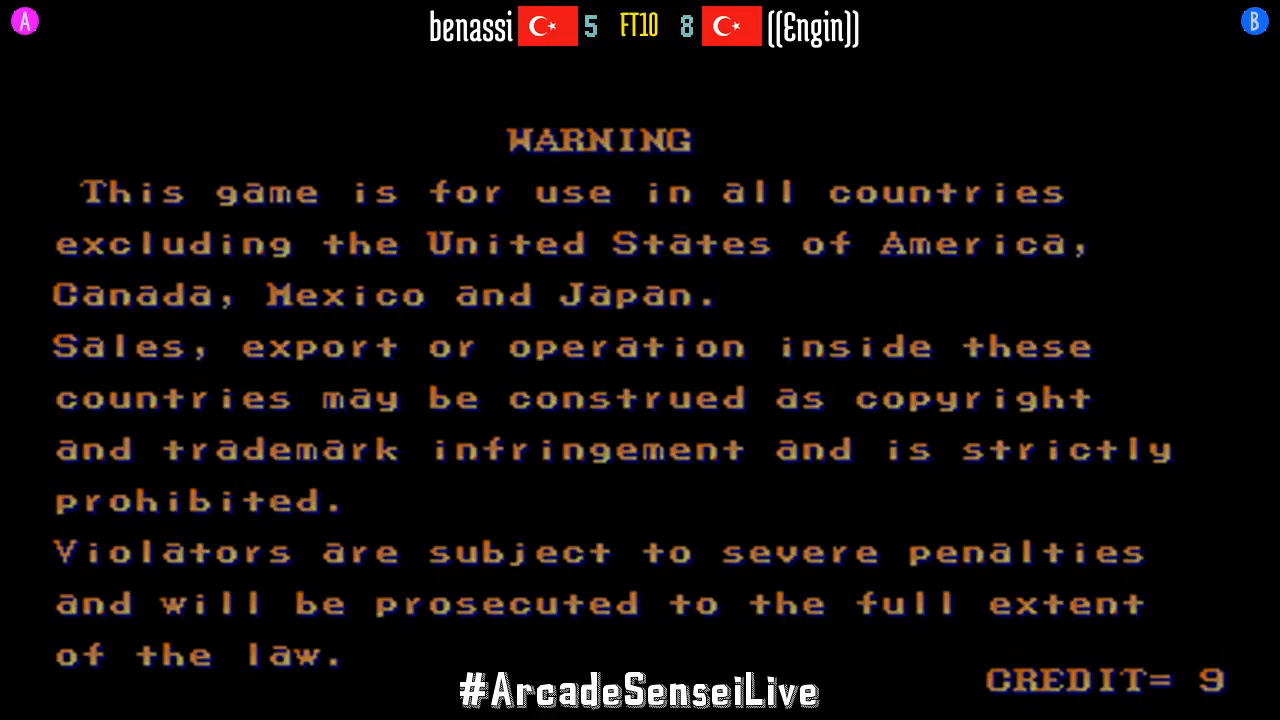 A
benassi 5 FT10 8 ((Engin))
B
WARNING
This game is for use in all countries
excluding the United States of America,
Canada, Mexico and Japan.
Sales, export or operation inside these
countries may be construed as copyright
and trademark infringement and is strictly
prohibited.
Violators are subject to severe penalties
and will be prosecuted to the full extent
of the law.
CREDIT= 9
#ArcadeSenseiLive